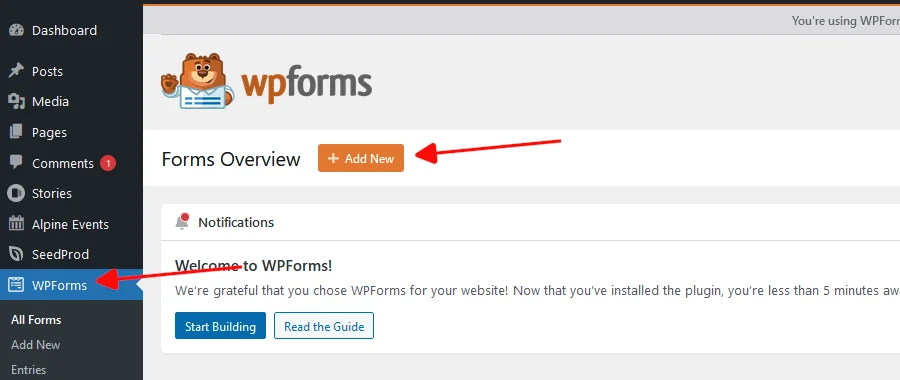 Dashboard
Posts
Media
Pages
Comments 1
Stories
Alpine Events
SeedProd
WPForms
All Forms
Add New
Entries
You're using WPForm
wpforms
Forms Overview + Add New
Notifications
Welcome to WPForms!
We're grateful that you chose WPForms for your website! Now that you've installed the plugin, you're less than 5 minutes awa
Start Building Read the Guide